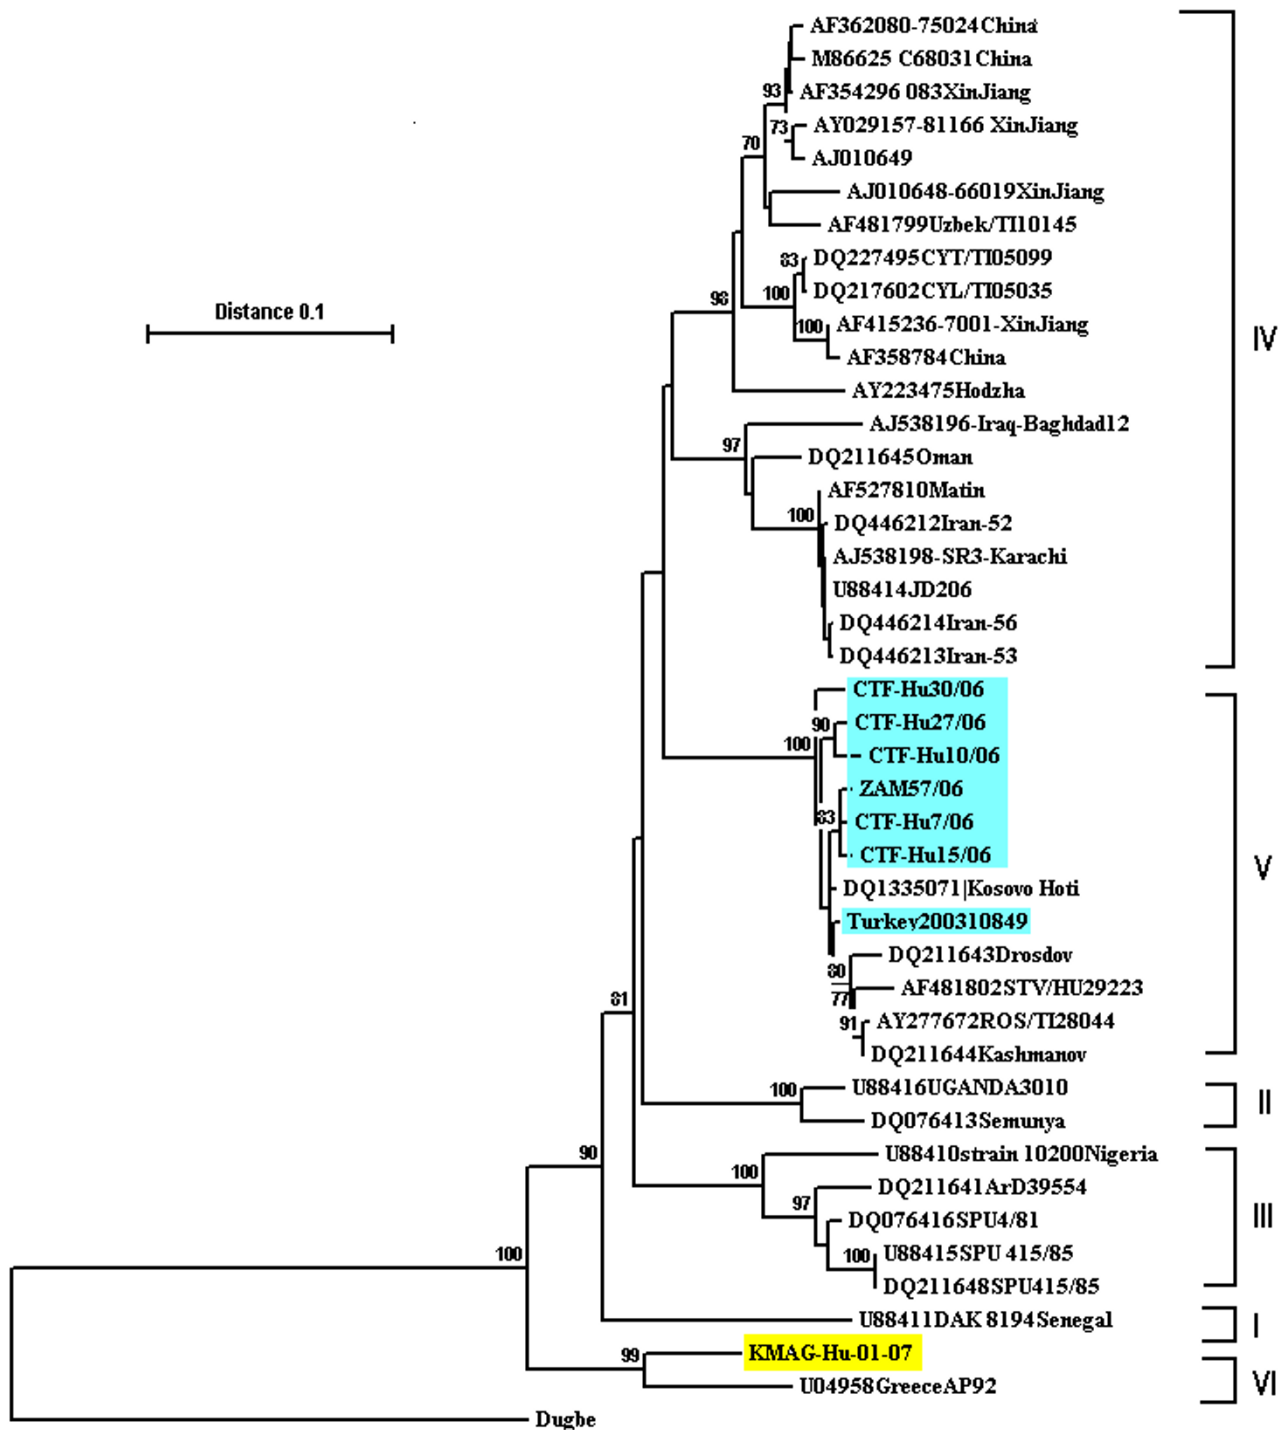 AF362080-75024China
M86625 C68031China
93
AF354296 083XinJiang
73
AY029157-81166 XinJiang
70
AJ010649
AJ010648-66019XinJiang
AF481799Uzbek/TI10145
83
DQ227495CYT/TI05099
100
DQ217602CYL/TI05035
98
Distance 0.1
100
AF415236-7001-XinJiang
IV
AF358784China
AY223475Hodzha
AJ538196-Iraq-Baghdad12
97
DQ211645Oman
AF527810Matin
100
DQ446212Iran-52
AJ538198-SR3-Karachi
U88414JD206
DQ446214Iran-56
DQ446213Iran-53
CTF-Hu30/06
90
CTF-Hu27/06
100
CTF-Hu10/06
ZAM57/06
83
CTF-Hu7/06
CTF-Hu15/06
V
DQ1335071|Kosovo Hoti
Turkey200310849
DQ211643Drosdov
80
77
AF481802STV/HU29223
81
91
AY277672ROS/TI28044
DQ211644Kashmanov
100
U88416UGANDA3010
II
DQ076413Semunya
90
U88410strain 10200Nigeria
100
DQ211641ArD39554
97
DQ076416SPU4/81
III
100
100
U88415SPU 415/85
DQ211648SPU415/85
U88411DAK 8194Senegal
I
99
KMAG-Hu-01-07
U04958GreeceAP92
VI
Dugbe